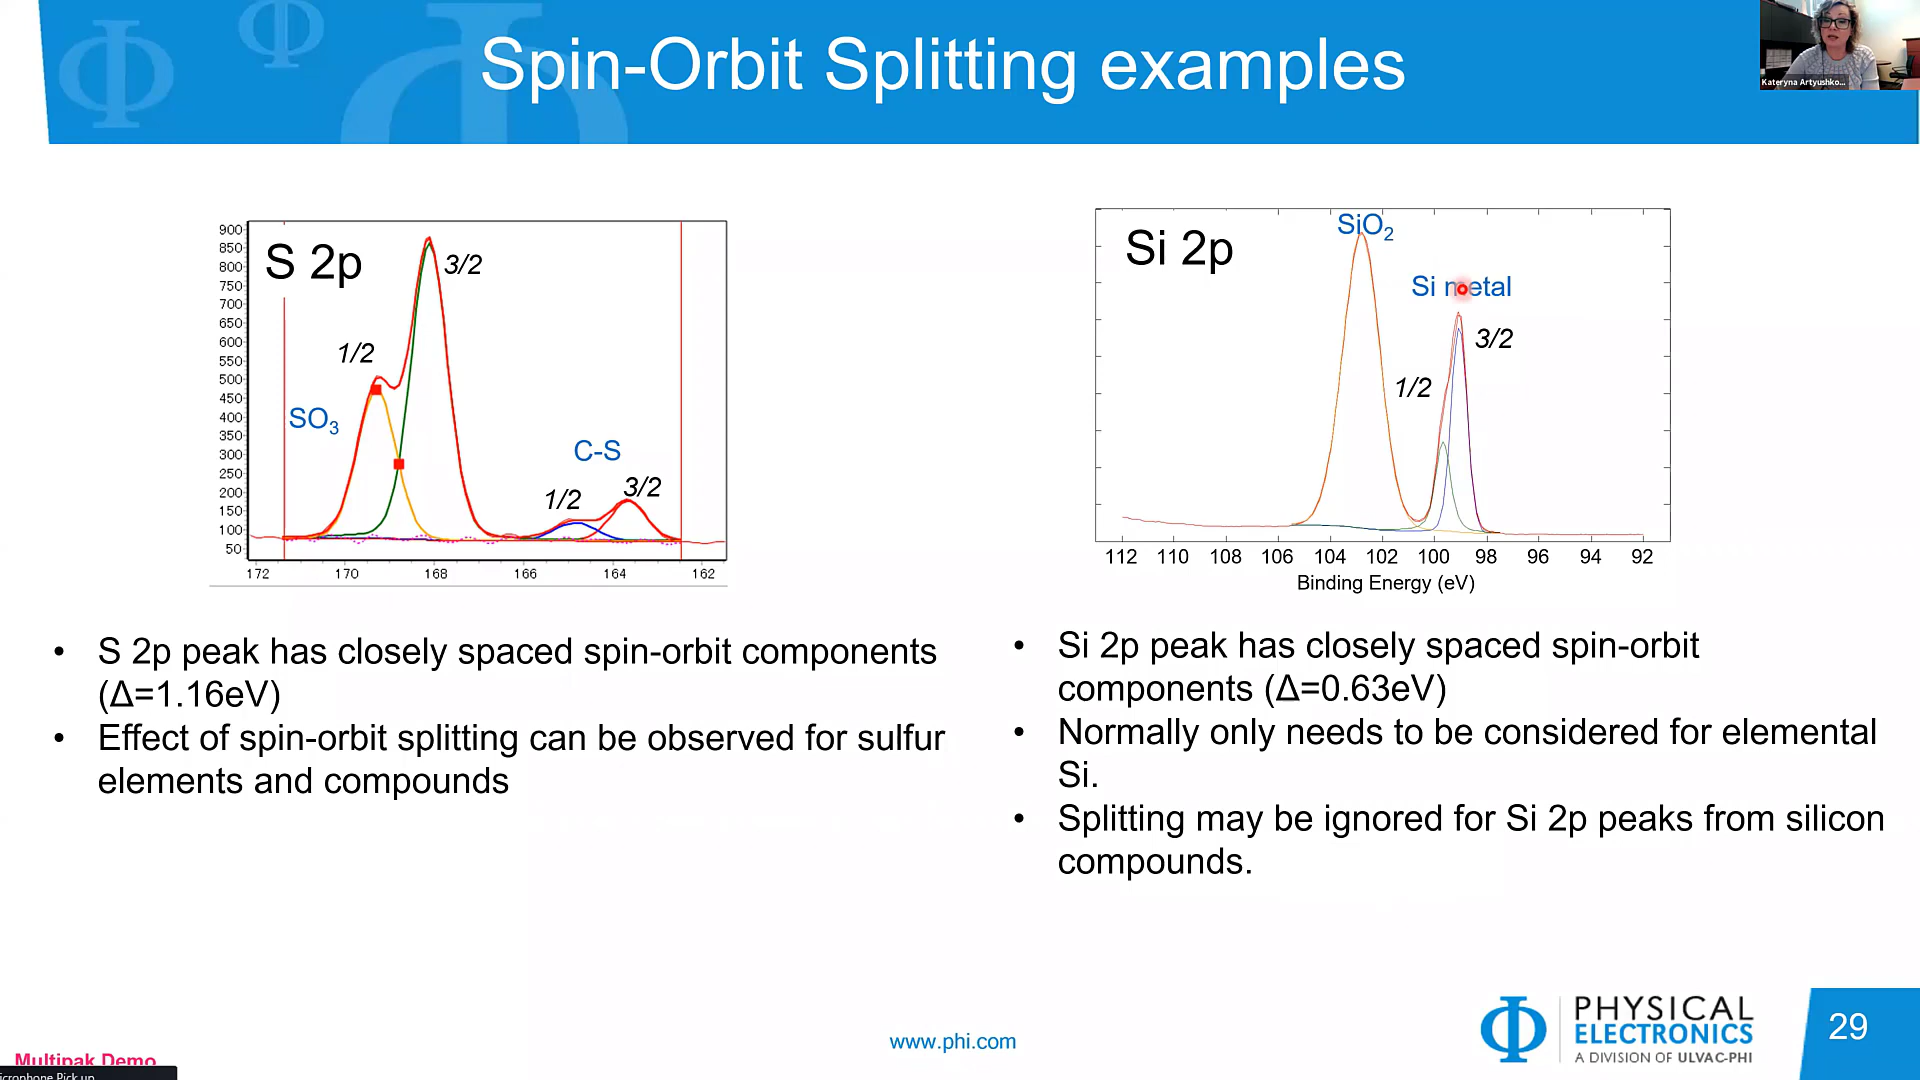 Spin-Orbit Splitting examples
Kateryna Artyushko...
S 2p
900
850
800
750
700
650
600
550
500
450
400
350
300
250
200
150
100
50
3/2
1/2
SO3
C-S
1/2
3/2
172 170 168 166 164 162
Si 2p
SiO2
Si metal
3/2
1/2
112 110 108 106 104 102 100 98 96 94 92
Binding Energy (eV)
• S 2p peak has closely spaced spin-orbit components
(Δ=1.16eV)
• Effect of spin-orbit splitting can be observed for sulfur
elements and compounds
• Si 2p peak has closely spaced spin-orbit
components (Δ=0.63eV)
• Normally only needs to be considered for elemental
Si.
• Splitting may be ignored for Si 2p peaks from silicon
compounds.
www.phi.com
PHYSICAL
ELECTRONICS
A DIVISION OF ULVAC-PHI
29
Multipak Demo
icrophone Pick up